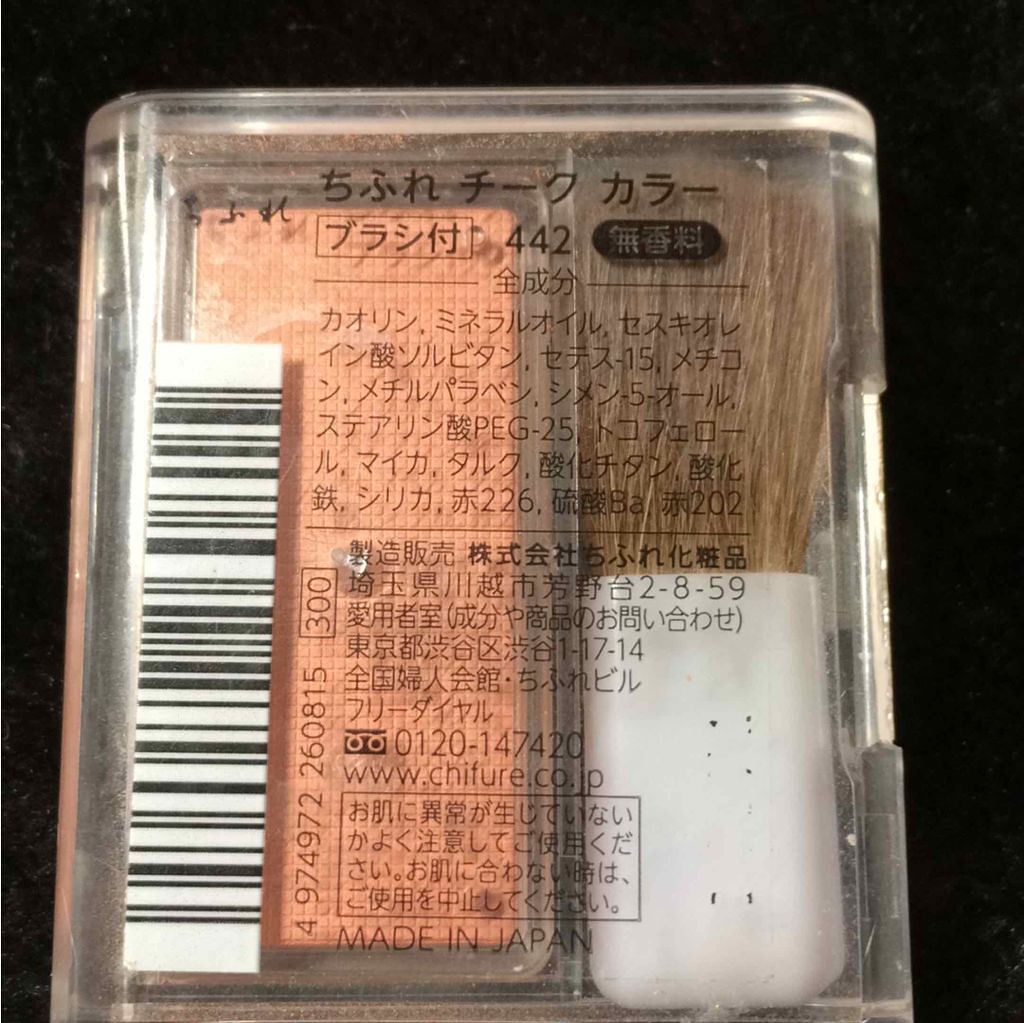 ちふれ チーク カラー
ちふれ
ブラシ付 442 無香料
全成分
カオリン, ミネラルオイル, セスキオレ
イン酸ソルビタン, セテス-15, メチコ
ン, メチルパラベン, シメン-5-オール,
ステアリン酸PEG-25, トコフェロー
ル, マイカ, タルク, 酸化チタン, 酸化
鉄, シリカ, 赤226, 硫酸Ba, 赤202
製造販売 株式会社ちふれ化粧品
埼玉県川越市芳野台2-8-59
愛用者室(成分や商品のお問い合わせ)
東京都渋谷区渋谷1-17-14
全国婦人会館・ちふれビル
フリーダイヤル
0120-147420
www.chifure.co.jp
お肌に異常が生じていない
かよく注意してご使用くだ
さい。お肌に合わない時は、
ご使用を中止してください。
MADE IN JAPAN
300
4 974972 260815